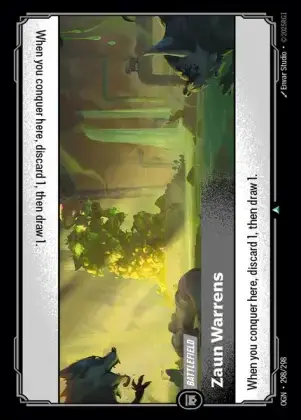 When you conquer here, discard 1, then draw 1.
BATTLEFIELD
Zaun Warrens
When you conquer here, discard 1, then draw 1.
OGN • 298/298
Envar Studio • ©2025RGI